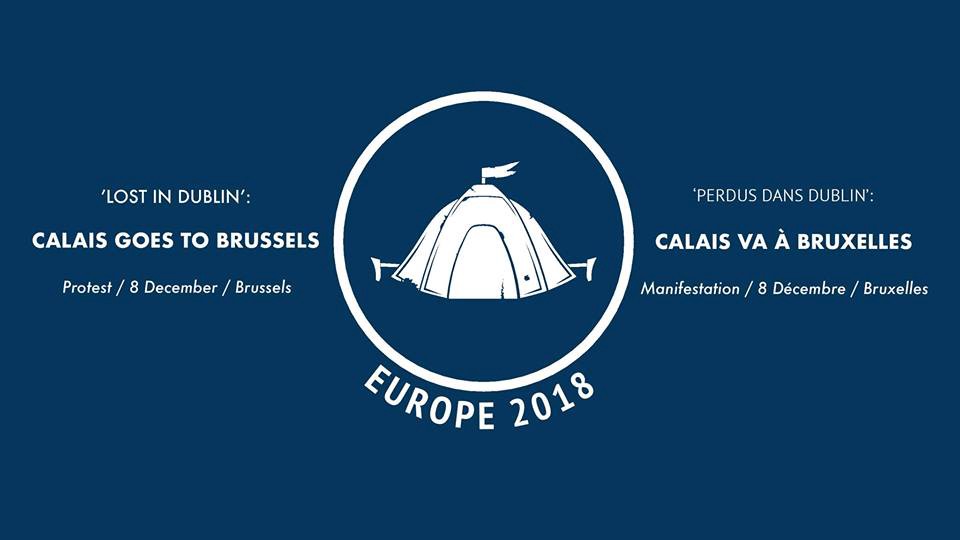 'LOST IN DUBLIN':
CALAIS GOES TO BRUSSELS
Protest / 8 December / Brussels
EUROPE 2018
'PERDUS DANS DUBLIN':
CALAIS VA À BRUXELLES
Manifestation / 8 Décembre / Bruxelles